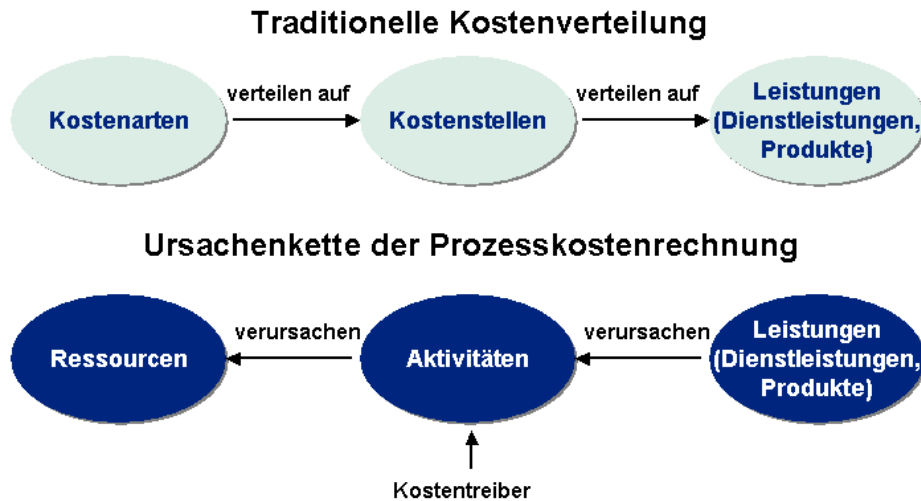 Traditionelle Kostenverteilung
Kostenarten
verteilen auf
Kostenstellen
verteilen auf
Leistungen
(Dienstleistungen,
Produkte)
Ursachenkette der Prozesskostenrechnung
Ressourcen
verursachen
Aktivitäten
verursachen
Leistungen
(Dienstleistungen,
Produkte)
Kostentreiber